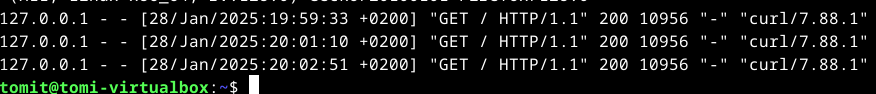 127.0.0.1 - - [28/Jan/2025:19:59:33 +0200] "GET / HTTP/1.1" 200 10956 "-" "curl/7.88.1"
127.0.0.1 - - [28/Jan/2025:20:01:10 +0200] "GET / HTTP/1.1" 200 10956 "-" "curl/7.88.1"
127.0.0.1 - - [28/Jan/2025:20:02:51 +0200] "GET / HTTP/1.1" 200 10956 "-" "curl/7.88.1"
tomit@tomi-virtualbox:~$